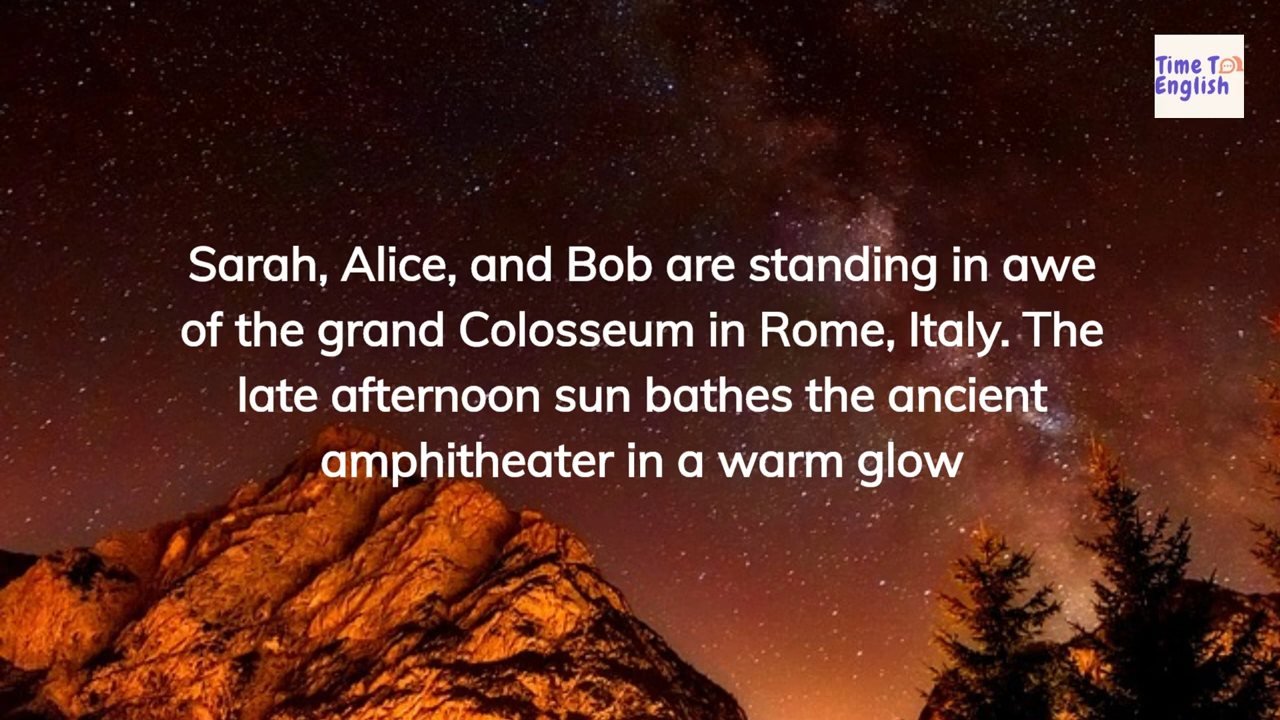 Time To
English
Sarah, Alice, and Bob are standing in awe
of the grand Colosseum in Rome, Italy. The
late afternoon sun bathes the ancient
amphitheater in a warm glow